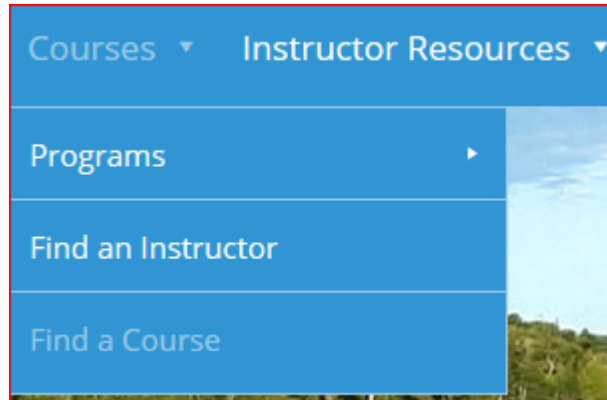 Courses Instructor Resources
Programs
Find an Instructor
Find a Course